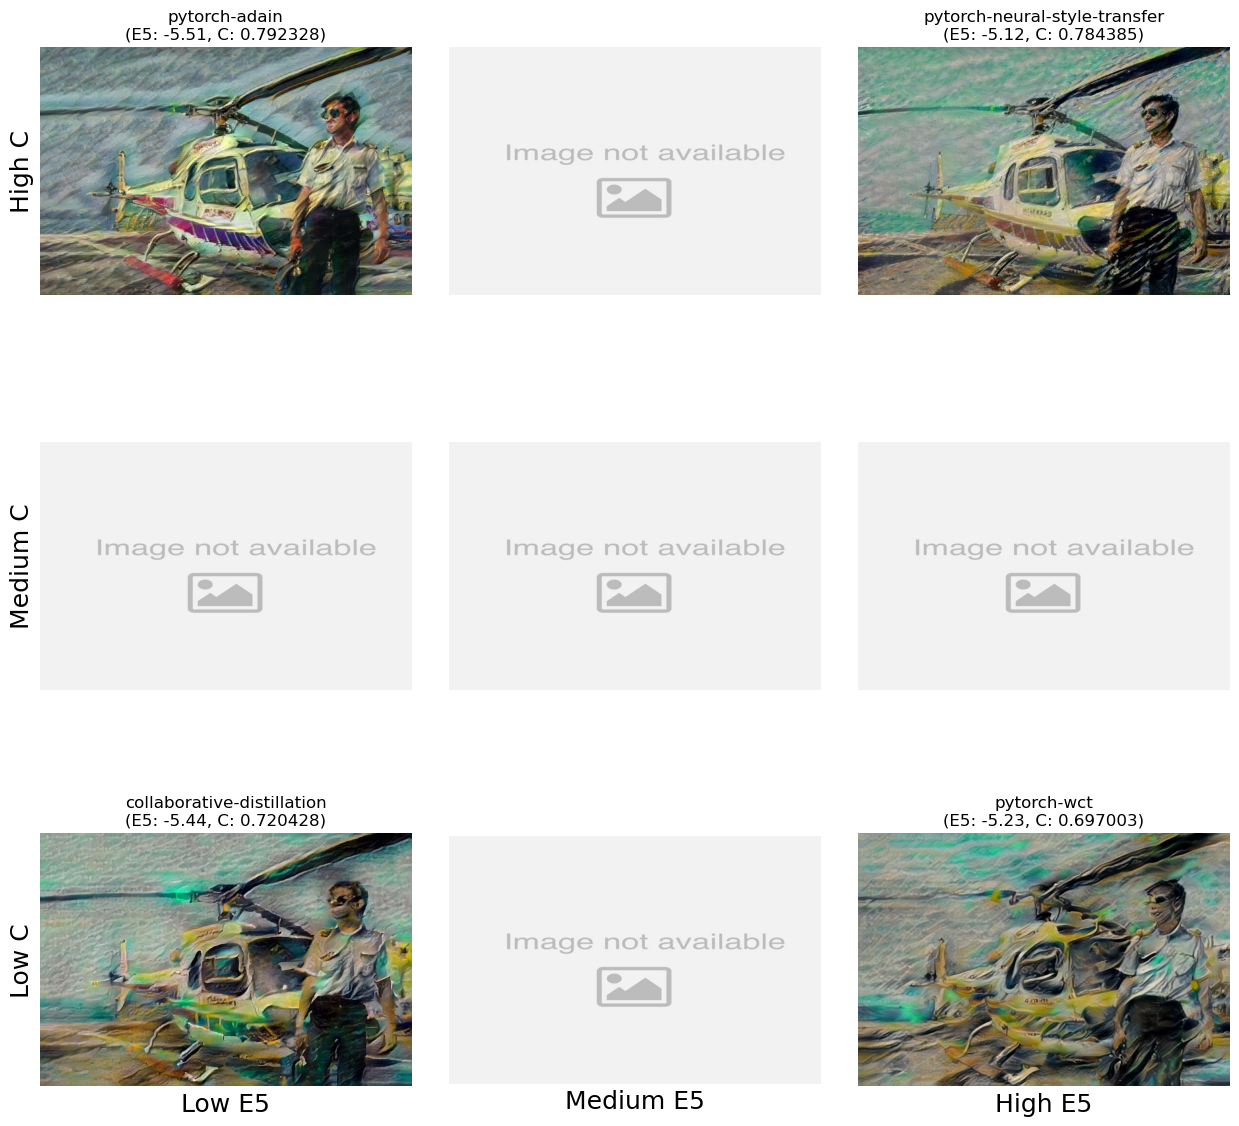 pytorch-adain
(E5: -5.51, C: 0.792328)
pytorch-neural-style-transfer
(E5: -5.12, C: 0.784385)
High C
Image not available
Medium C
Image not available
Image not available
Image not available
collaborative-distillation
(E5: -5.44, C: 0.720428)
pytorch-wct
(E5: -5.23, C: 0.697003)
Low C
Image not available
Low E5
Medium E5
High E5